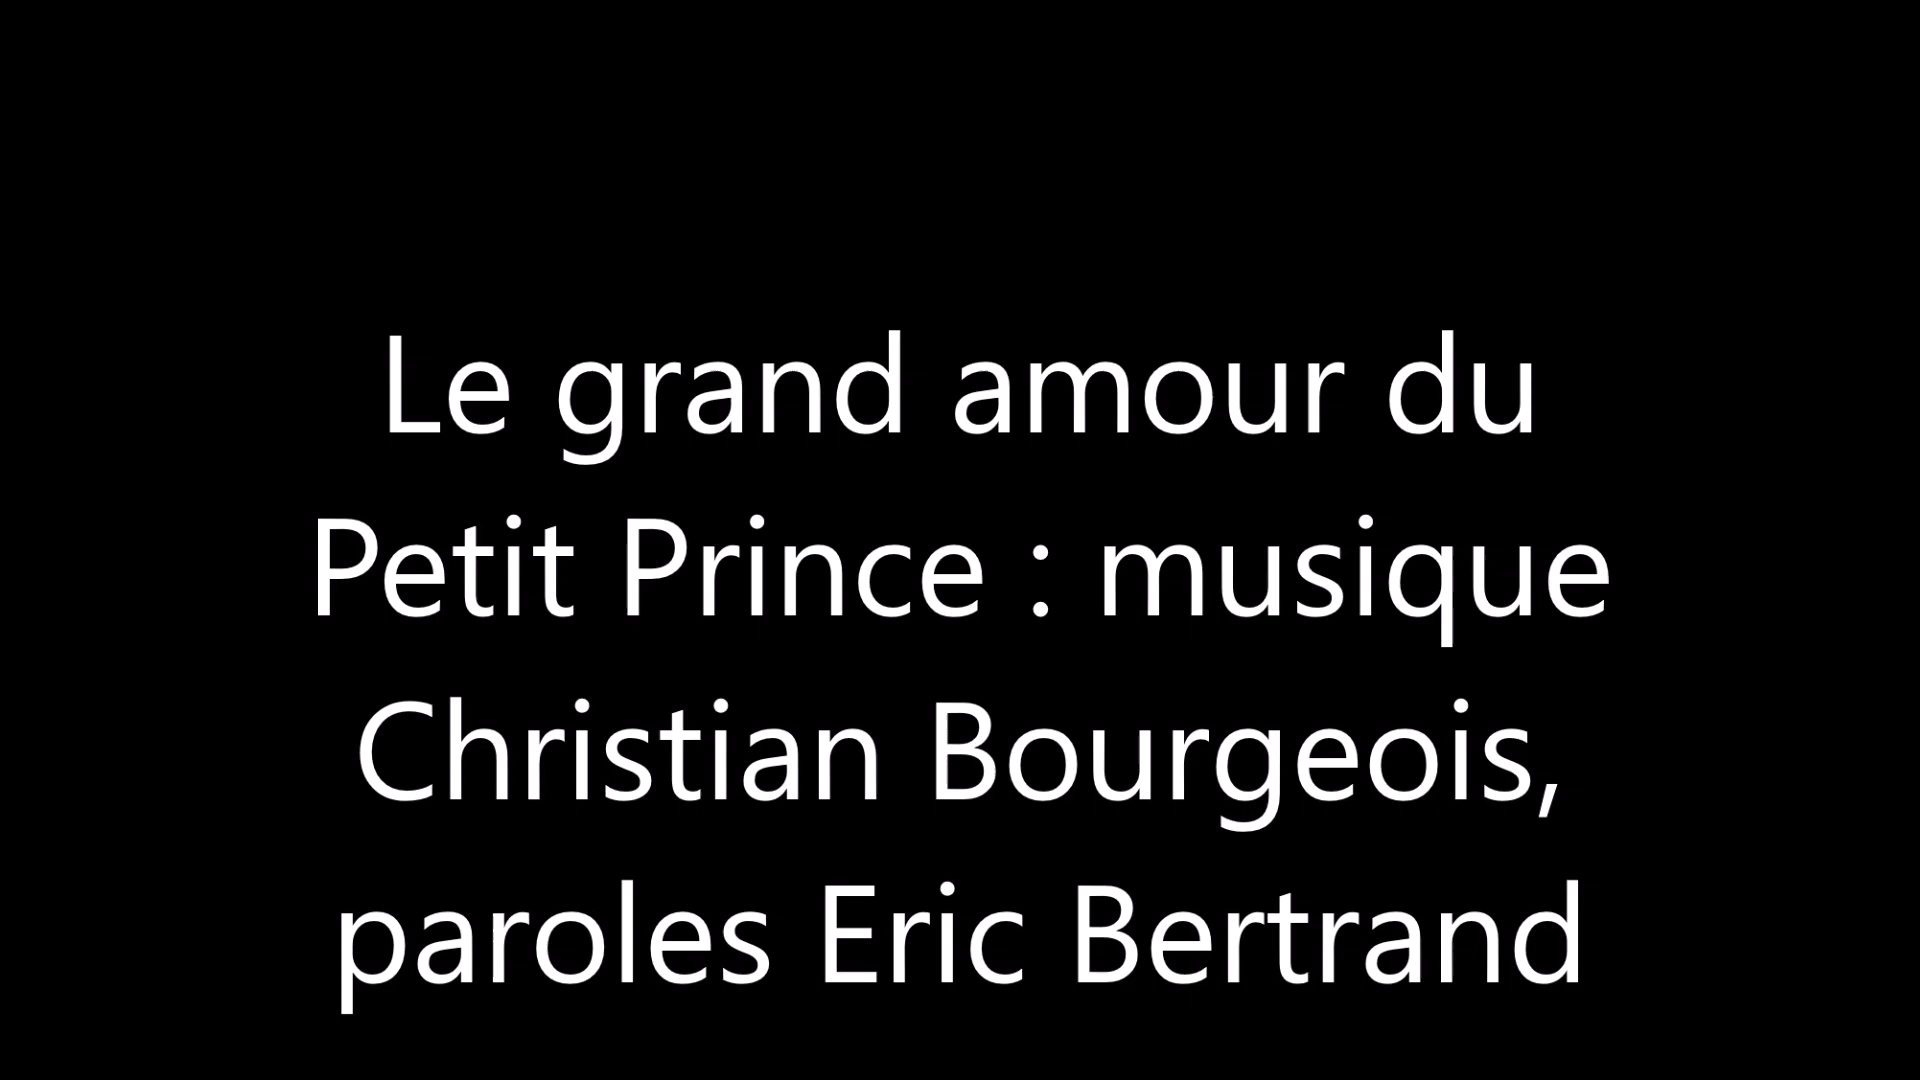 Le grand amour du
Petit Prince : musique
Christian Bourgeois,
paroles Eric Bertrand